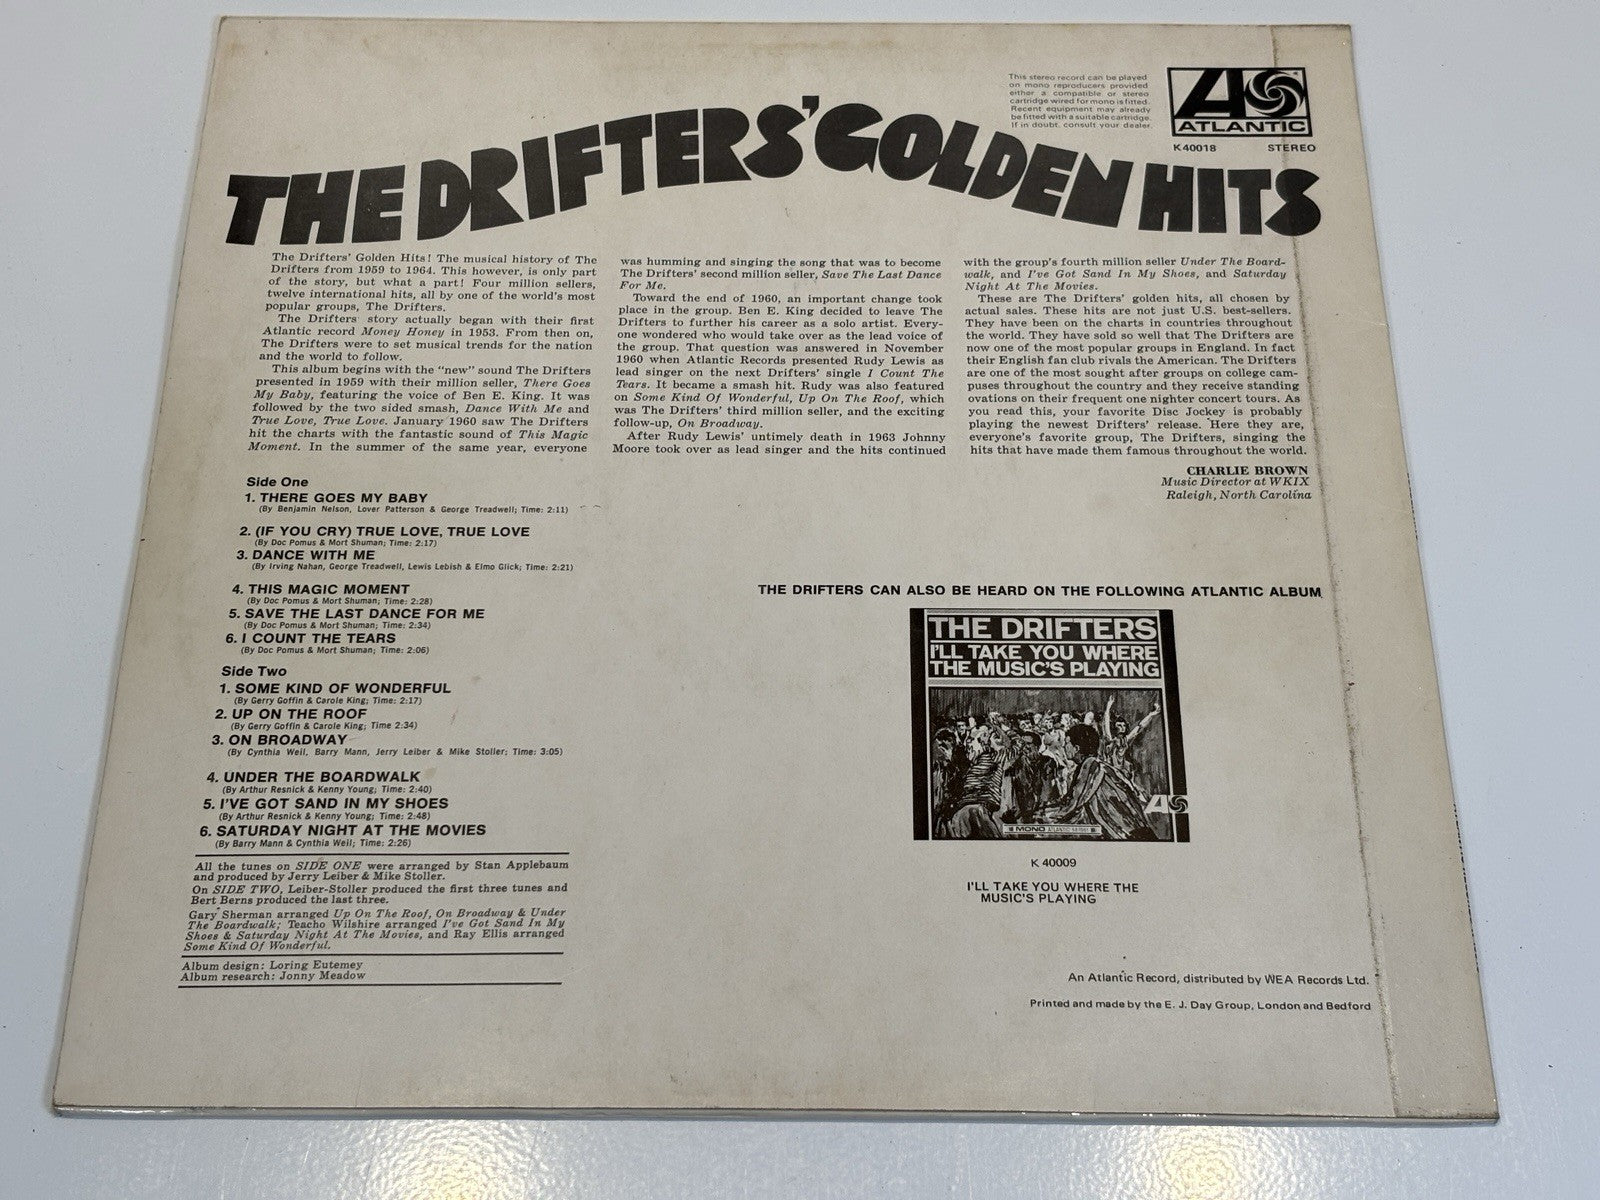 This stereo record can be played
on mono reproducers provided
either a compatible or stereo
cartridge wired for mono is fitted.
Recent equipment may already
be fitted with a suitable cartridge.
If in doubt, consult your dealer.
ATLANTIC
K 40018 STEREO
THE DRIFTERS' GOLDEN HITS
The Drifters' Golden Hits! The musical history of The
Drifters from 1959 to 1964. This however, is only part
of the story, but what a part! Four million sellers,
twelve international hits, all by one of the world's most
popular groups, The Drifters.
The Drifters story actually began with their first
Atlantic record Money Honey in 1953. From then on,
The Drifters were to set musical trends for the nation
and the world to follow.
This album begins with the "new" sound The Drifters
presented in 1959 with their million seller, There Goes
My Baby, featuring the voice of Ben E. King. It was
followed by the two sided smash, Dance With Me and
True Love, True Love. January 1960 saw The Drifters
hit the charts with the fantastic sound of This Magic
Moment. In the summer of the same year, everyone
was humming and singing the song that was to become
The Drifters' second million seller, Save The Last Dance
For Me.
Toward the end of 1960, an important change took
place in the group. Ben E. King decided to leave The
Drifters to further his career as a solo artist. Every-
one wondered who would take over as the lead voice of
the group. That question was answered in November
1960 when Atlantic Records presented Rudy Lewis as
lead singer on the next Drifters' single I Count The
Tears. It became a smash hit. Rudy was also featured
on Some Kind Of Wonderful, Up On The Roof, which
was The Drifters' third million seller, and the exciting
follow-up, On Broadway.
After Rudy Lewis' untimely death in 1963 Johnny
Moore took over as lead singer and the hits continued
with the group's fourth million seller Under The Board-
walk, and I've Got Sand In My Shoes, and Saturday
Night At The Movies.
These are The Drifters' golden hits, all chosen by
actual sales. These hits are not just U.S. best-sellers.
They have been on the charts in countries throughout
the world. They have sold so well that The Drifters are
now one of the most popular groups in England. In fact
their English fan club rivals the American. The Drifters
are one of the most sought after groups on college cam-
puses throughout the country and they receive standing
ovations on their frequent one nighter concert tours. As
you read this, your favorite Disc Jockey is probably
playing the newest Drifters' release. Here they are,
everyone's favorite group, The Drifters, singing the
hits that have made them famous throughout the world.
CHARLIE BROWN
Music Director at WKIX
Raleigh, North Carolina
Side One
1. THERE GOES MY BABY
(By Benjamin Nelson, Lover Patterson & George Treadwell; Time: 2:11)
2. (IF YOU CRY) TRUE LOVE, TRUE LOVE
(By Doc Pomus & Mort Shuman; Time: 2:17)
3. DANCE WITH ME
(By Irving Nahan, George Treadwell, Lewis Lebish & Elmo Glick; Time: 2:21)
4. THIS MAGIC MOMENT
(By Doc Pomus & Mort Shuman; Time: 2:28)
5. SAVE THE LAST DANCE FOR ME
(By Doc Pomus & Mort Shuman; Time: 2:34)
6. I COUNT THE TEARS
(By Doc Pomus & Mort Shuman; Time: 2:06)
Side Two
1. SOME KIND OF WONDERFUL
(By Gerry Goffin & Carole King; Time: 2:17)
2. UP ON THE ROOF
(By Gerry Goffin & Carole King; Time 2:34)
3. ON BROADWAY
(By Cynthia Weil, Barry Mann, Jerry Leiber & Mike Stoller; Time: 3:05)
4. UNDER THE BOARDWALK
(By Arthur Resnick & Kenny Young; Time: 2:40)
5. I'VE GOT SAND IN MY SHOES
(By Arthur Resnick & Kenny Young; Time: 2:48)
6. SATURDAY NIGHT AT THE MOVIES
(By Barry Mann & Cynthia Weil; Time: 2:26)
All the tunes on SIDE ONE were arranged by Stan Applebaum
and produced by Jerry Leiber & Mike Stoller.
On SIDE TWO, Leiber-Stoller produced the first three tunes and
Bert Berns produced the last three.
Gary Sherman arranged Up On The Roof, On Broadway & Under
The Boardwalk; Teacho Wilshire arranged I've Got Sand In My
Shoes & Saturday Night At The Movies, and Ray Ellis arranged
Some Kind Of Wonderful.
Album design: Loring Eutemey
Album research: Jonny Meadow
THE DRIFTERS CAN ALSO BE HEARD ON THE FOLLOWING ATLANTIC ALBUM
THE DRIFTERS
I'LL TAKE YOU WHERE
THE MUSIC'S PLAYING
MONO ATLANTIC
K 40009
I'LL TAKE YOU WHERE THE
MUSIC'S PLAYING
An Atlantic Record, distributed by WEA Records Ltd.
Printed and made by the E. J. Day Group, London and Bedford